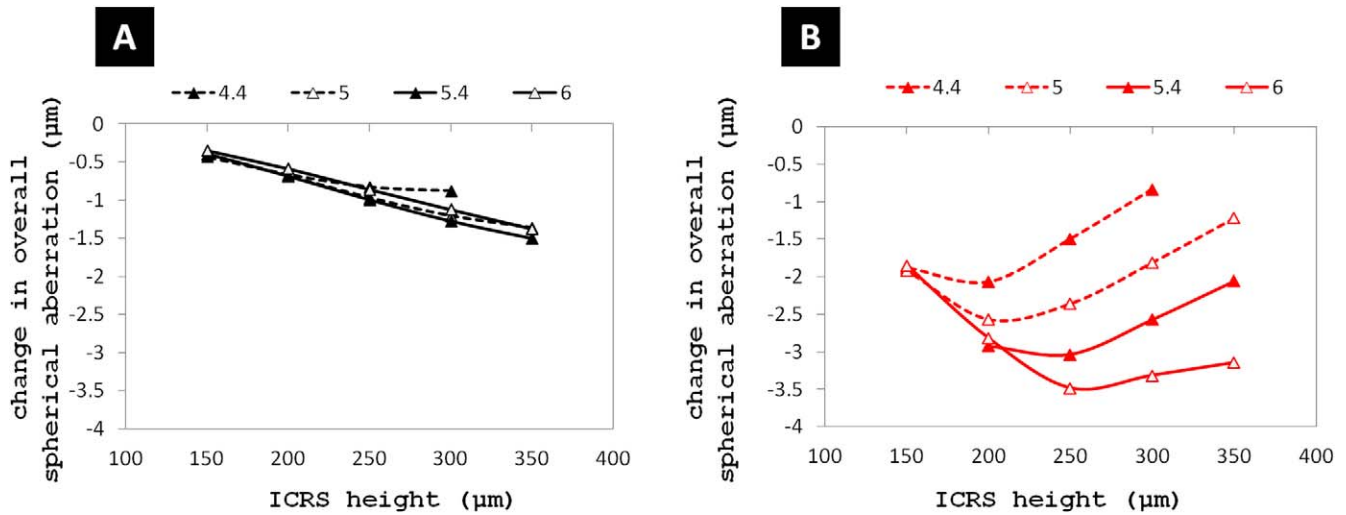 A
4.4 5 5.4 6
change in overall
spherical aberration (µm)
0
-0.5
-1
-1.5
-2
-2.5
-3
-3.5
-4
100 150 200 250 300 350 400
ICRS height (µm)
B
4.4 5 5.4 6
change in overall
spherical aberration (µm)
0
-0.5
-1
-1.5
-2
-2.5
-3
-3.5
-4
100 150 200 250 300 350 400
ICRS height (µm)